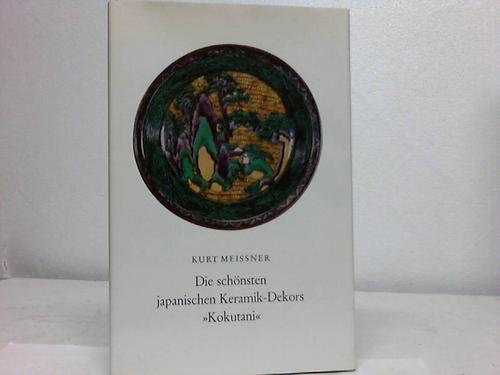 KURT MEISSNER
Die schönsten
japanischen Keramik-Dekors
»Kokutani«